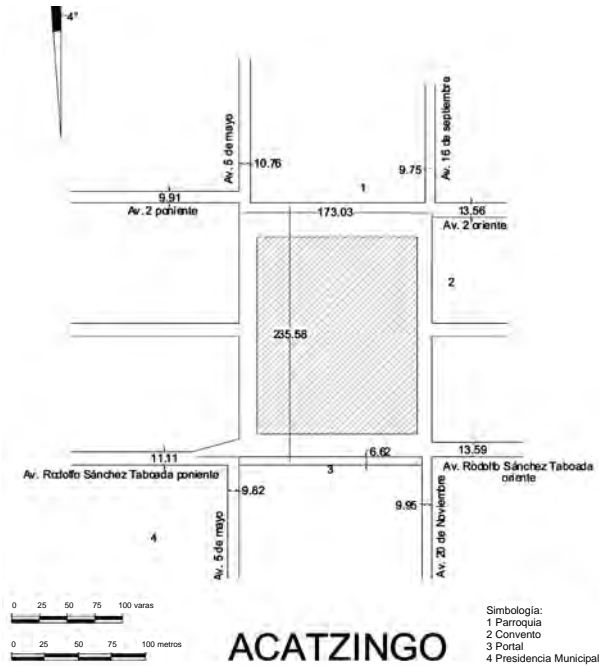 4°
Av. 5 de mayo
10.76
9.75
Av. 16 de septiembre
1
9.91
Av. 2 poniente
173.03
13.56
Av. 2 oriente
2
235.58
11.11
Av. Rodolfo Sánchez Taboada poniente
6.62
3
13.59
Av. Rodolfo Sánchez Taboada
oriente
9.82
9.95
4
Av. 5 de mayo
Av. 20 de Noviembre
0 25 50 75 100 varas
0 25 50 75 100 metros
ACATZINGO
Simbología:
1 Parroquia
2 Convento
3 Portal
4 Presidencia Municipal